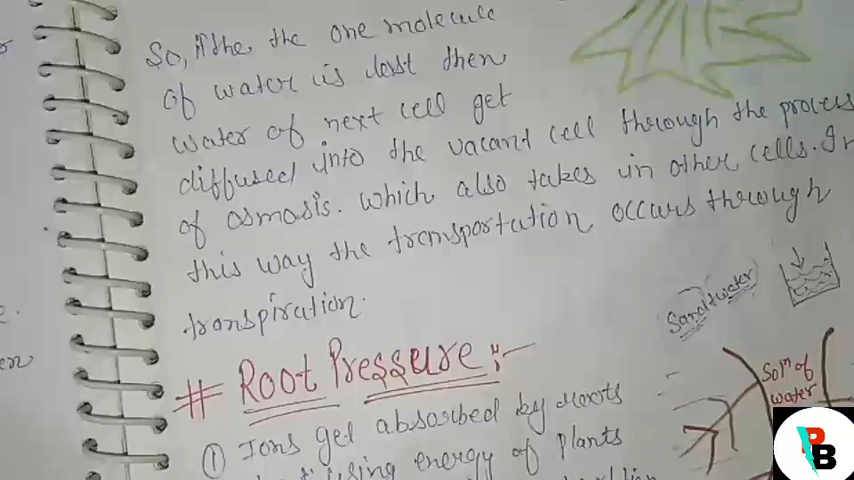 So, if the the one molecule
of water is lost then
water of next cell get
diffused into the vacant cell through the process
of osmosis. which also takes in other cells. In
this way the transportation occurs through
transpiration.
# Root Pressure :-
Sand+water
Solⁿ of
water
① Ions get absorbed by roots
using energy of plants
PB